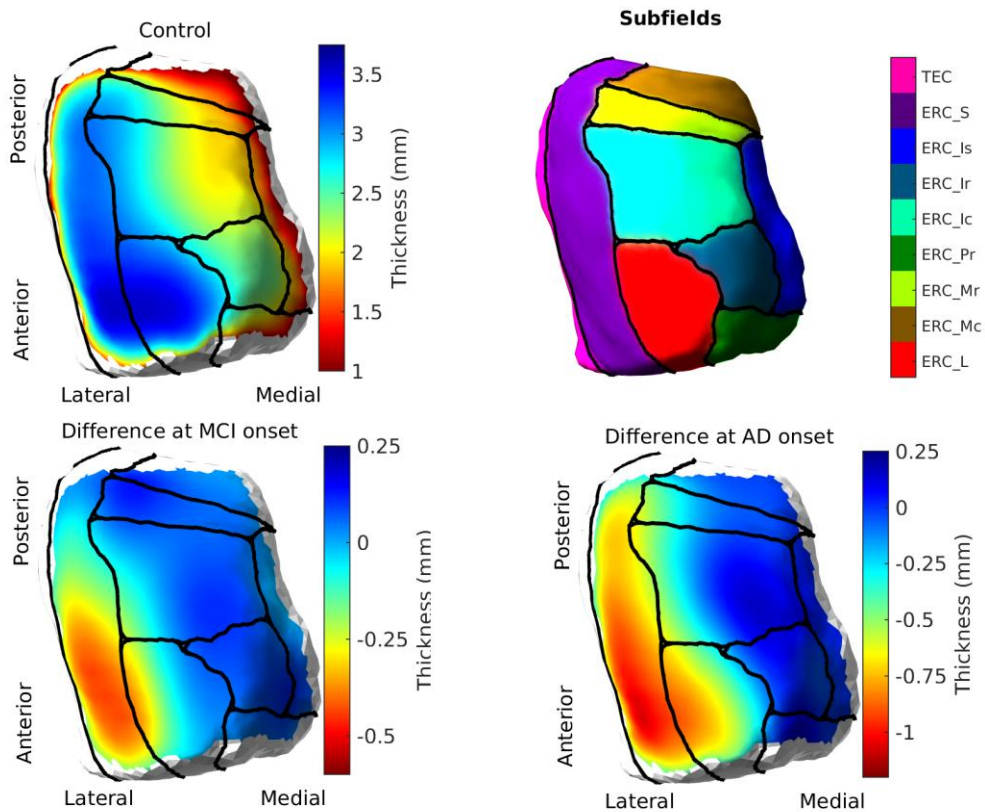 Control
Posterior
Anterior
Lateral
Medial
3.5
3
2.5
2
1.5
1
Thickness (mm)
Subfields
TEC
ERC_S
ERC_Is
ERC_Ir
ERC_Ic
ERC_Pr
ERC_Mr
ERC_Mc
ERC_L
Difference at MCI onset
Posterior
Anterior
Lateral
Medial
0.25
0
-0.25
-0.5
Thickness (mm)
Difference at AD onset
Posterior
Anterior
Lateral
Medial
0.25
0
-0.25
-0.5
-0.75
-1
Thickness (mm)